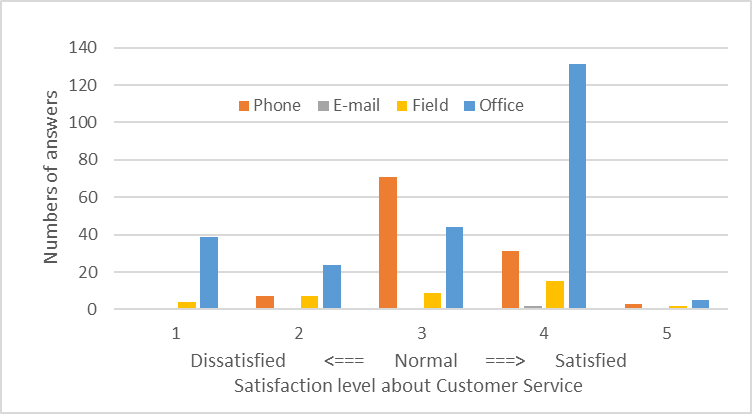 140
120
100
80
60
40
20
0
Numbers of answers
Phone E-mail Field Office
1 2 3 4 5
Dissatisfied <=== Normal ===> Satisfied
Satisfaction level about Customer Service